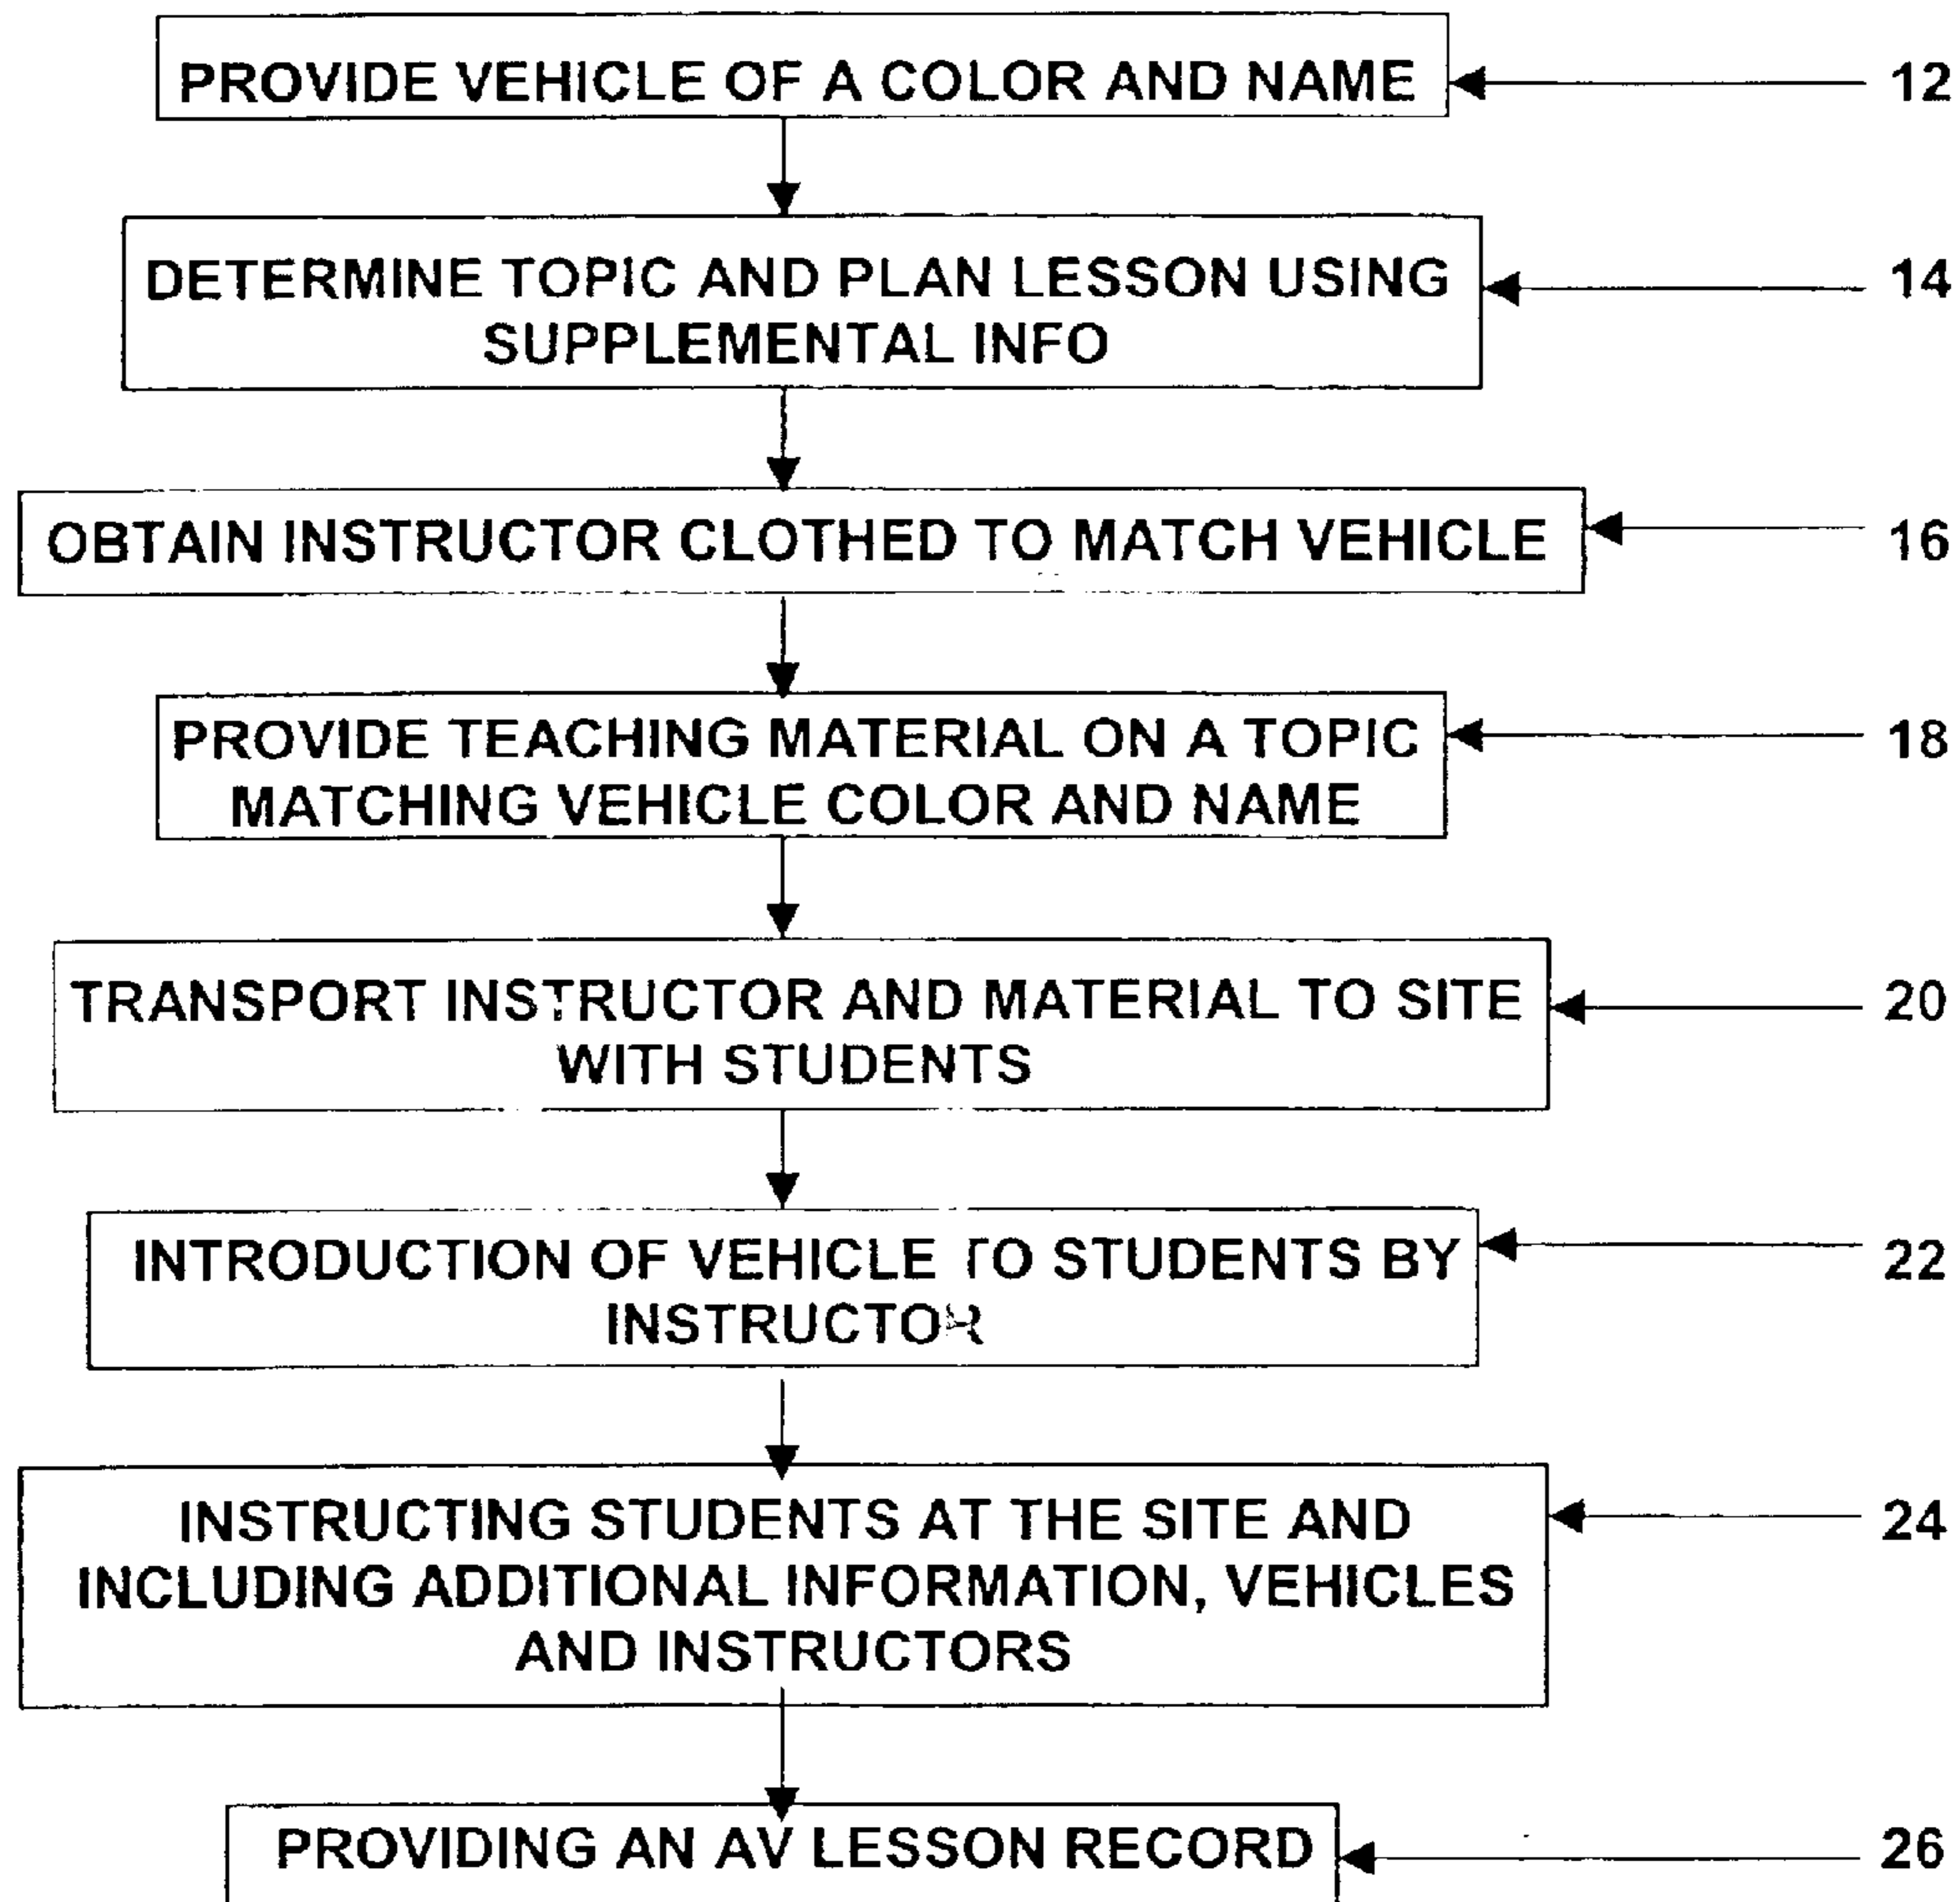 PROVIDE VEHICLE OF A COLOR AND NAME
12
DETERMINE TOPIC AND PLAN LESSON USING
SUPPLEMENTAL INFO
14
OBTAIN INSTRUCTOR CLOTHED TO MATCH VEHICLE
16
PROVIDE TEACHING MATERIAL ON A TOPIC
MATCHING VEHICLE COLOR AND NAME
18
TRANSPORT INSTRUCTOR AND MATERIAL TO SITE
WITH STUDENTS
20
INTRODUCTION OF VEHICLE TO STUDENTS BY
INSTRUCTOR
22
INSTRUCTING STUDENTS AT THE SITE AND
INCLUDING ADDITIONAL INFORMATION, VEHICLES
AND INSTRUCTORS
24
PROVIDING AN AV LESSON RECORD
26